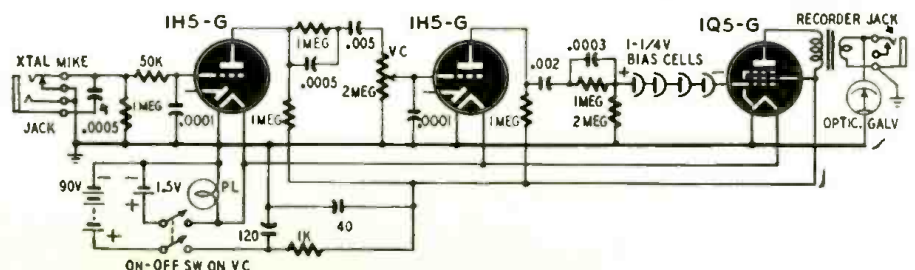 1H5-G
1H5-G
1Q5-G
RECORDER JACK
XTAL MIKE
JACK
.0005
1MEG
50K
.0001
1MEG
.0005
.005
1MEG
VC
2MEG
.0001
1MEG
.002
.0003
1MEG
2MEG
1-1/4V
BIAS CELLS
+
-
OPTIC. GALV
90V
-
-
1.5V
+
+
PL
120
40
1K
ON-OFF SW ON VC